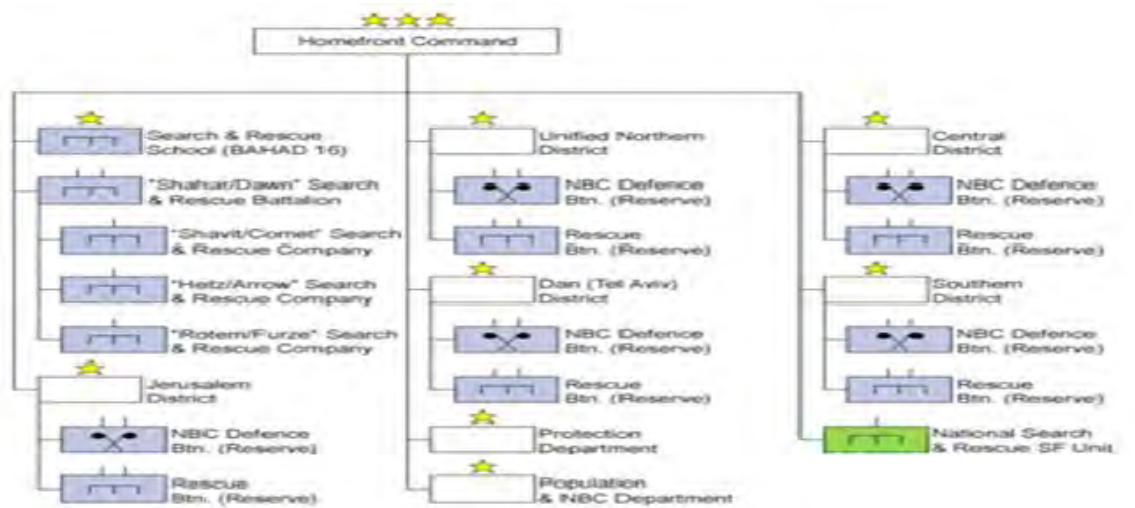 Homefront Command
Search & Rescue
School (BAHAD 16)
"Shahar/Dawn" Search
& Rescue Battalion
"Shavit/Comet" Search
& Rescue Company
"Hetz/Arrow" Search
& Rescue Company
"Rotem/Furze" Search
& Rescue Company
Jerusalem
District
NBC Defence
Btn. (Reserve)
Rescue
Btn. (Reserve)
Unified Northern
District
NBC Defence
Btn. (Reserve)
Rescue
Btn. (Reserve)
Dan (Tel Aviv)
District
NBC Defence
Btn. (Reserve)
Rescue
Btn. (Reserve)
Protection
Department
Population
& NBC Department
Central
District
NBC Defence
Btn. (Reserve)
Rescue
Btn. (Reserve)
Southern
District
NBC Defence
Btn. (Reserve)
Rescue
Btn. (Reserve)
National Search
& Rescue SF Unit